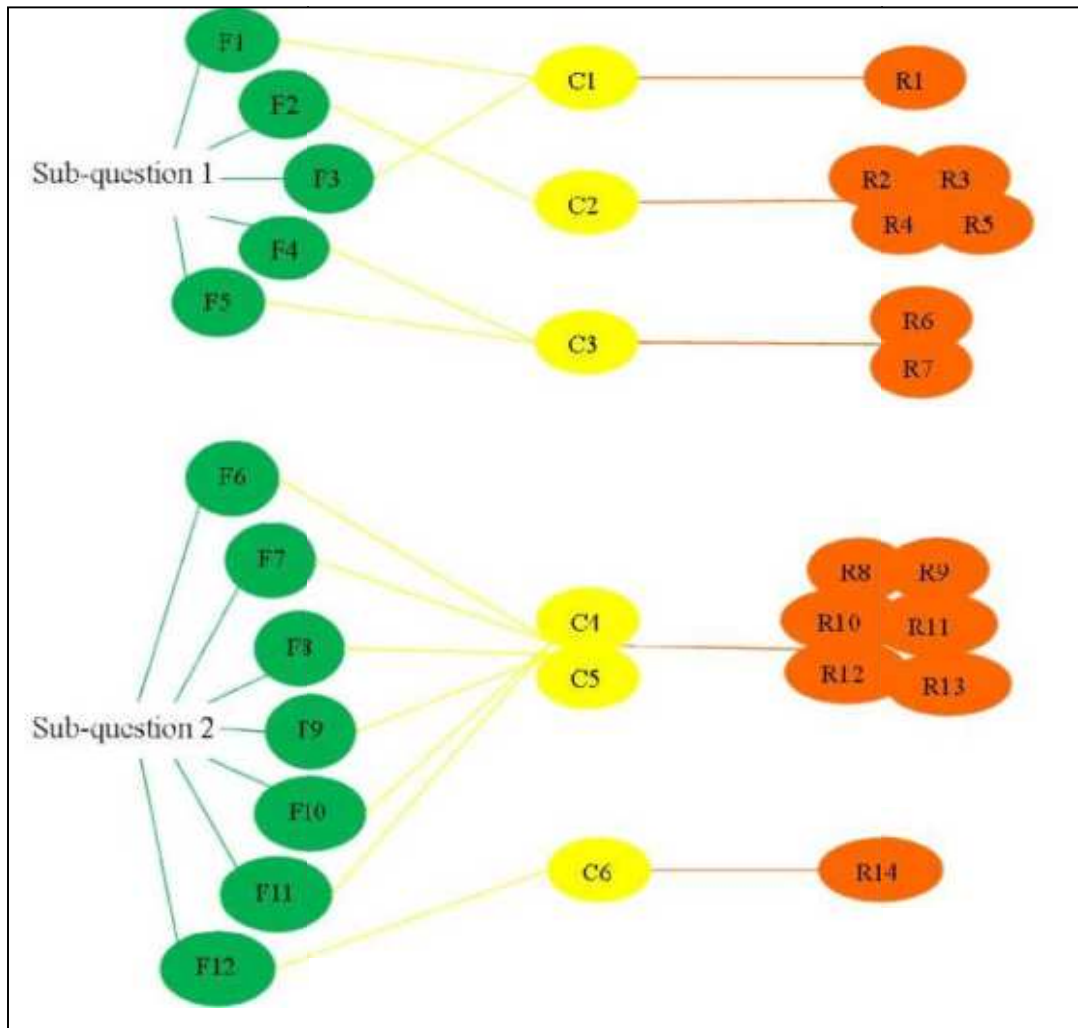 F1
C1
R1
F2
R2 R3
Sub-question 1
F3
C2
R4 R5
F4
F5
R6
C3
R7
F6
F7
R8 R9
C4
R10 R11
F8
C5
R12 R13
Sub-question 2
F9
F10
C6
R14
F11
F12